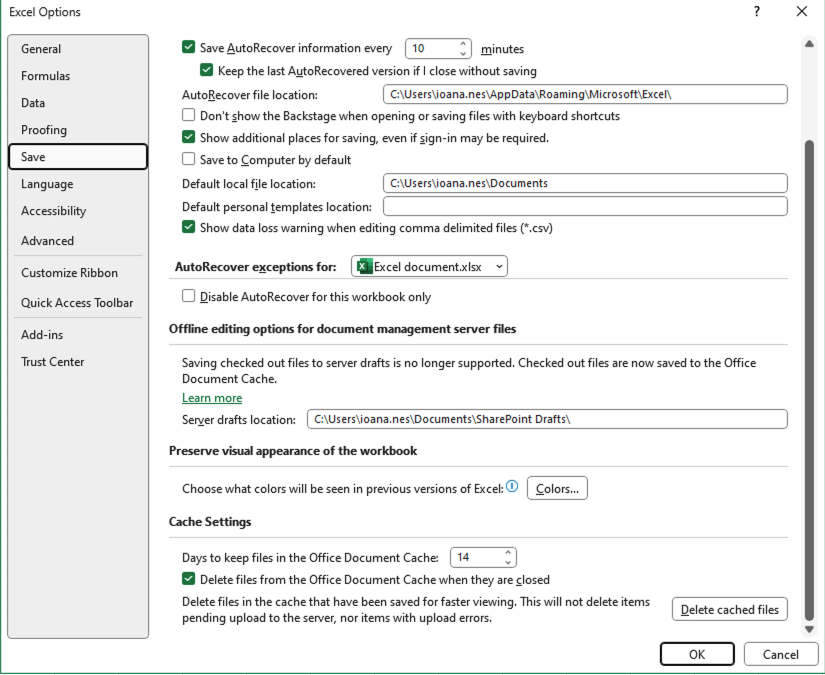 Excel Options
?
General
Formulas
Data
Proofing
Save
Language
Accessibility
Advanced
Customize Ribbon
Quick Access Toolbar
Add-ins
Trust Center
Save AutoRecover information every 10 minutes
Keep the last AutoRecovered version if I close without saving
AutoRecover file location: C:\Users\ioana.nes\AppData\Roaming\Microsoft\Excel\
Don't show the Backstage when opening or saving files with keyboard shortcuts
Show additional places for saving, even if sign-in may be required.
Save to Computer by default
Default local file location: C:\Users\ioana.nes\Documents
Default personal templates location:
Show data loss warning when editing comma delimited files (*.csv)
AutoRecover exceptions for: Excel document.xlsx
Disable AutoRecover for this workbook only
Offline editing options for document management server files
Saving checked out files to server drafts is no longer supported. Checked out files are now saved to the Office
Document Cache.
Learn more
Server drafts location: C:\Users\ioana.nes\Documents\SharePoint Drafts\
Preserve visual appearance of the workbook
Choose what colors will be seen in previous versions of Excel: Colors...
Cache Settings
Days to keep files in the Office Document Cache: 14
Delete files from the Office Document Cache when they are closed
Delete files in the cache that have been saved for faster viewing. This will not delete items
pending upload to the server, nor items with upload errors.
Delete cached files
OK
Cancel